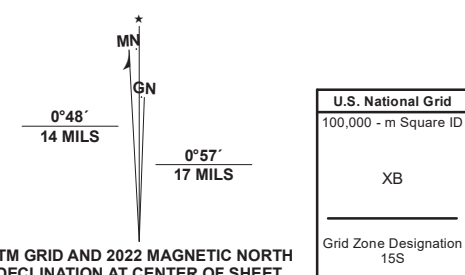 ★
MN
GN
0°48´
14 MILS
0°57´
17 MILS
TM GRID AND 2022 MAGNETIC NORTH
DECLINATION AT CENTER OF SHEET
U.S. National Grid
100,000 - m Square ID
XB
Grid Zone Designation
15S